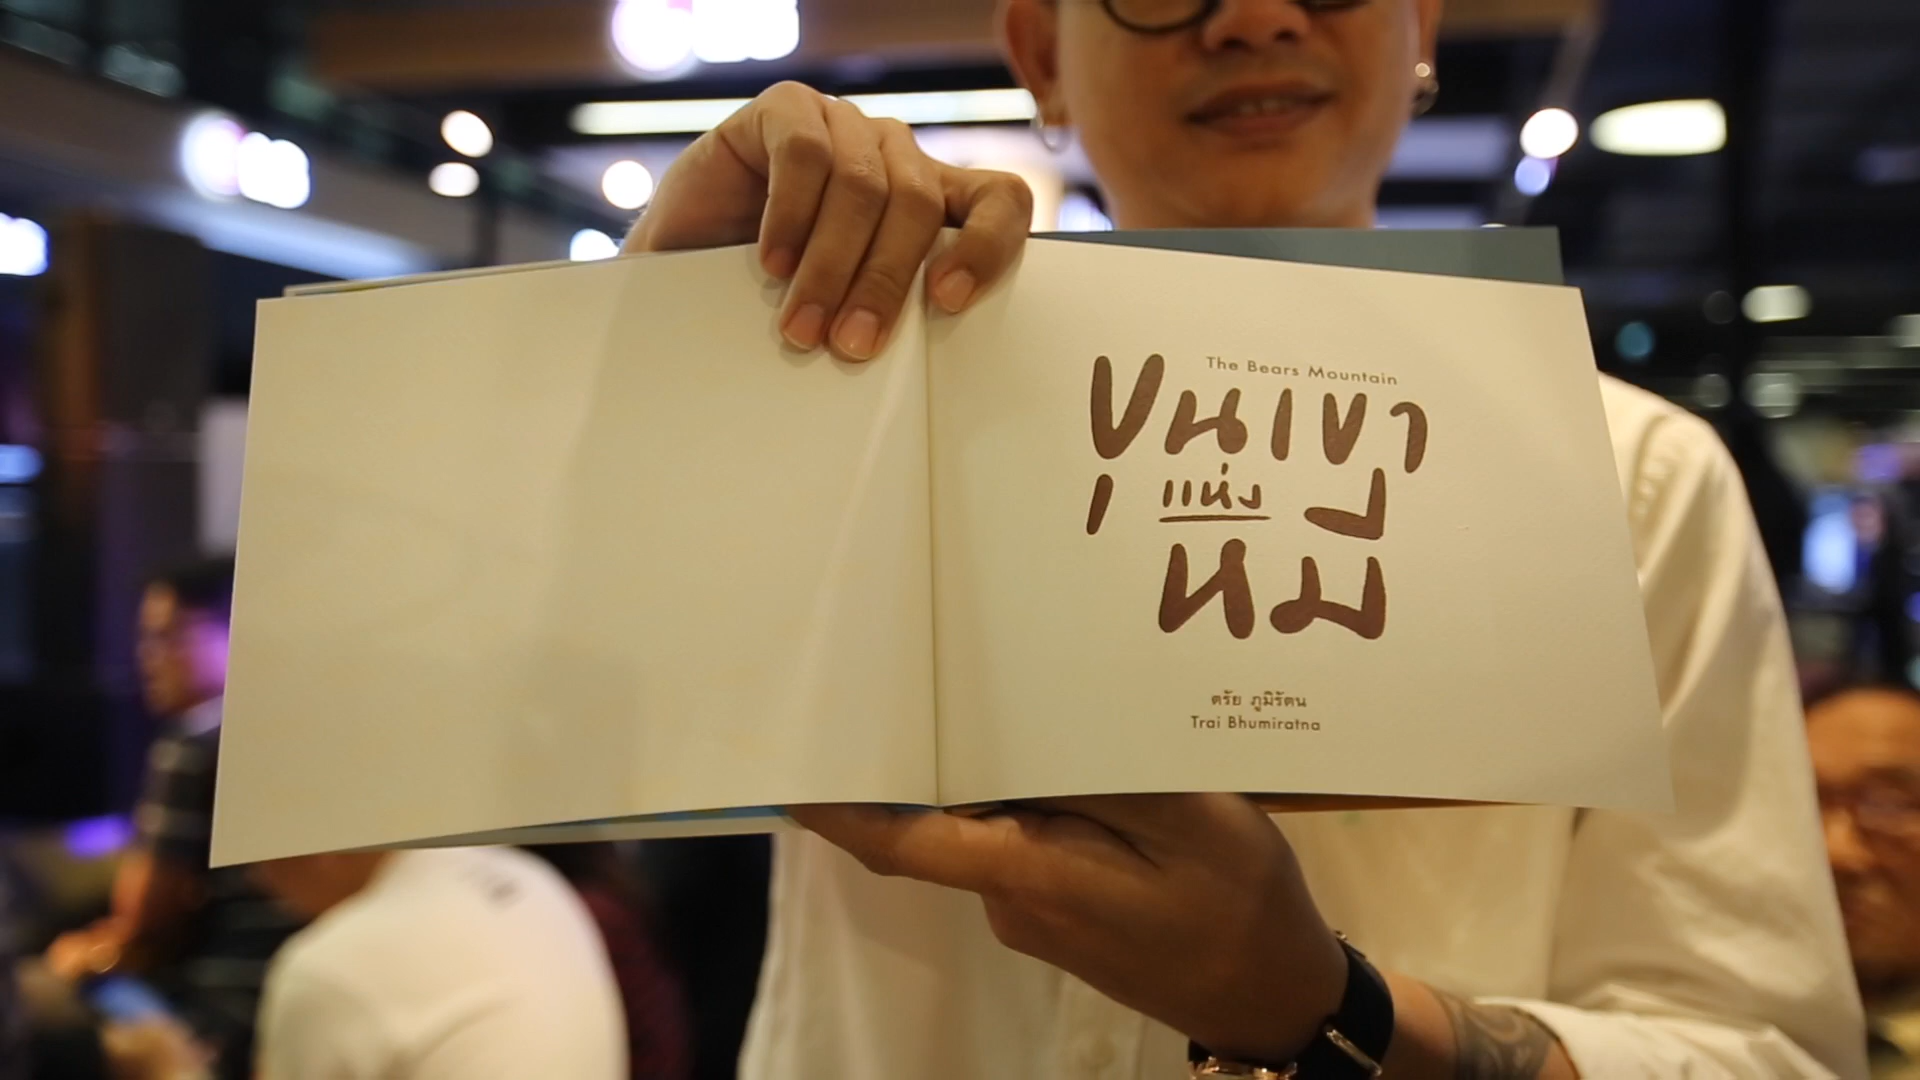 The Bears Mountain
ขุนเขา
แห่ง
หมี
ตรัย ภูมิรัตน
Trai Bhumiratna